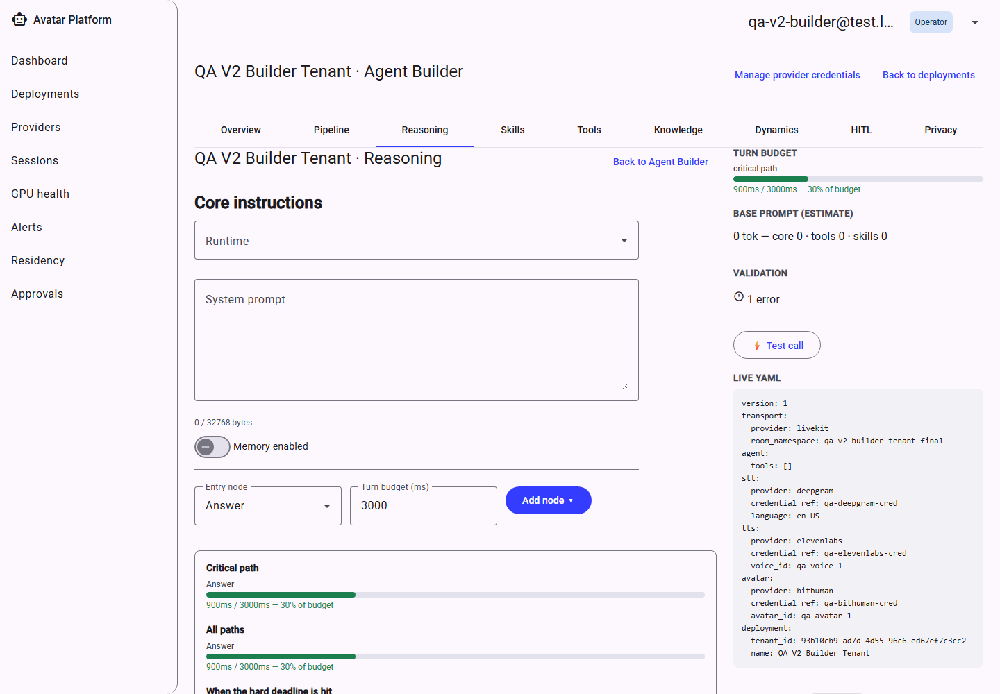 Avatar Platform
Dashboard
Deployments
Providers
Sessions
GPU health
Alerts
Residency
Approvals
qa-v2-builder@test.l...
Operator
QA V2 Builder Tenant · Agent Builder
Manage provider credentials
Back to deployments
Overview
Pipeline
Reasoning
Skills
Tools
Knowledge
Dynamics
HITL
Privacy
QA V2 Builder Tenant · Reasoning
Back to Agent Builder
Core instructions
Runtime
System prompt
0 / 32768 bytes
Memory enabled
Entry node
Answer
Turn budget (ms)
3000
Add node
Critical path
Answer
900ms / 3000ms — 30% of budget
All paths
Answer
900ms / 3000ms — 30% of budget
When the hard deadline is hit
TURN BUDGET
critical path
900ms / 3000ms — 30% of budget
BASE PROMPT (ESTIMATE)
0 tok — core 0 · tools 0 · skills 0
VALIDATION
1 error
Test call
LIVE YAML
version: 1
transport:
  provider: livekit
  room_namespace: qa-v2-builder-tenant-final
agent:
  tools: []
stt:
  provider: deepgram
  credential_ref: qa-deepgram-cred
  language: en-US
tts:
  provider: elevenlabs
  credential_ref: qa-elevenlabs-cred
  voice_id: qa-voice-1
avatar:
  provider: bithuman
  credential_ref: qa-bithuman-cred
  avatar_id: qa-avatar-1
deployment:
  tenant_id: 93b10cb9-ad7d-4d55-96c6-ed67ef7c3cc2
  name: QA V2 Builder Tenant